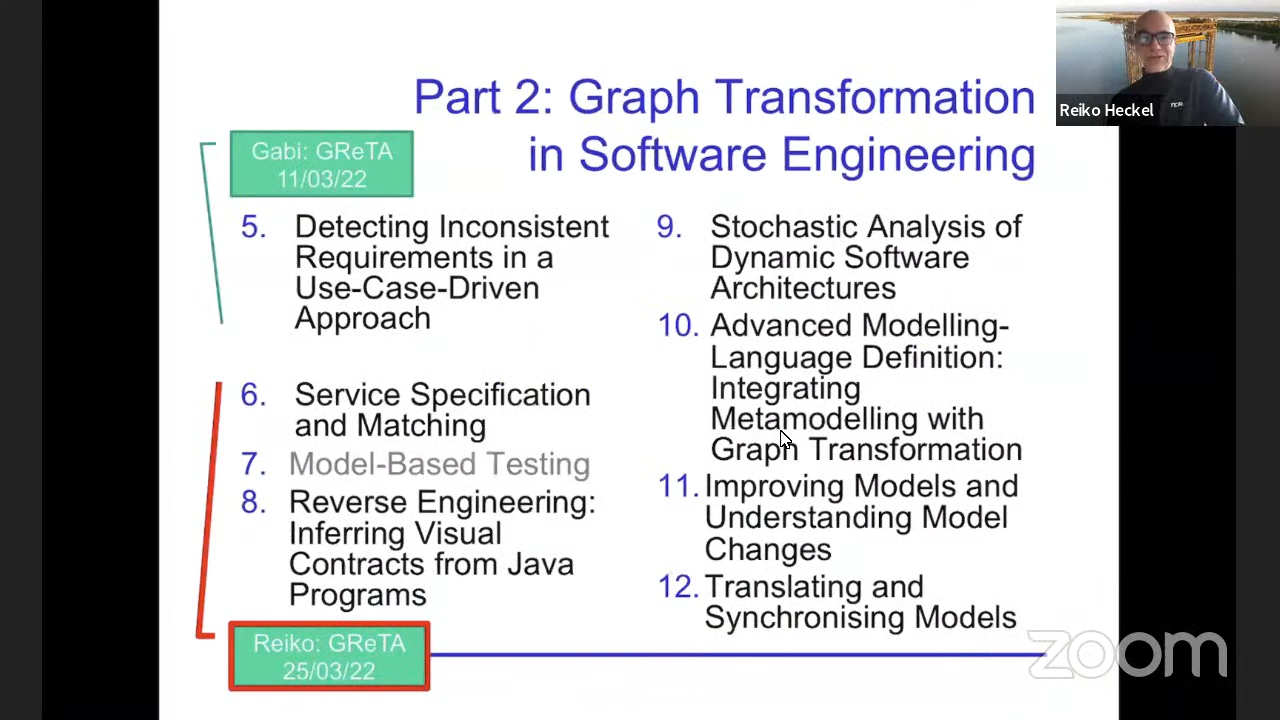 Part 2: Graph Transformation
in Software Engineering
Gabi: GReTA
11/03/22
5. Detecting Inconsistent
Requirements in a
Use-Case-Driven
Approach
6. Service Specification
and Matching
7. Model-Based Testing
8. Reverse Engineering:
Inferring Visual
Contracts from Java
Programs
Reiko: GReTA
25/03/22
9. Stochastic Analysis of
Dynamic Software
Architectures
10. Advanced Modelling-
Language Definition:
Integrating
Metamodelling with
Graph Transformation
11. Improving Models and
Understanding Model
Changes
12. Translating and
Synchronising Models
Reiko Heckel
zoom